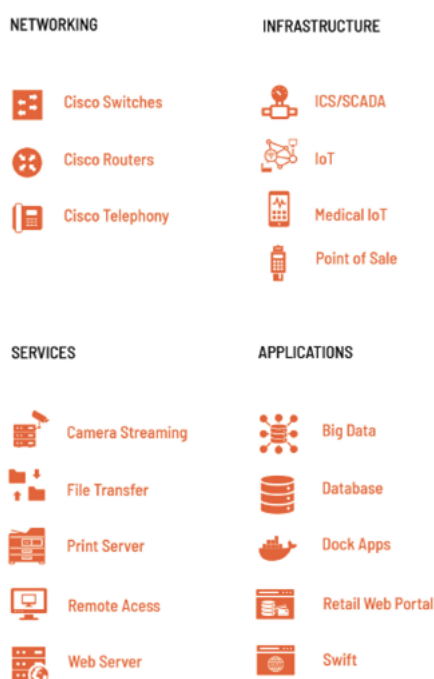 NETWORKING
Cisco Switches
Cisco Routers
Cisco Telephony
INFRASTRUCTURE
ICS/SCADA
IoT
Medical IoT
Point of Sale
SERVICES
Camera Streaming
File Transfer
Print Server
Remote Acess
Web Server
APPLICATIONS
Big Data
Database
Dock Apps
Retail Web Portal
Swift